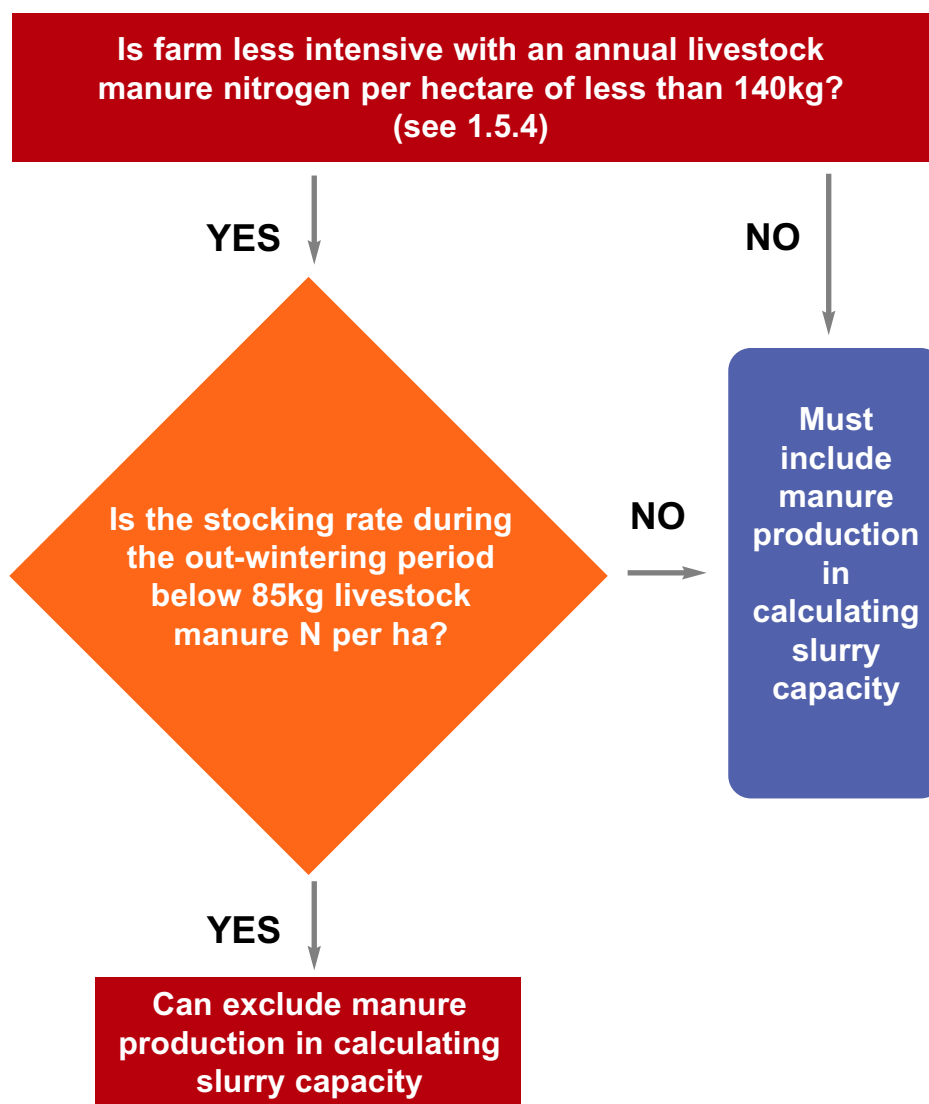 Is farm less intensive with an annual livestock
manure nitrogen per hectare of less than 140kg?
(see 1.5.4)
YES
NO
Is the stocking rate during
the out-wintering period
below 85kg livestock
manure N per ha?
NO
Must
include
manure
production
in
calculating
slurry
capacity
YES
Can exclude manure
production in calculating
slurry capacity